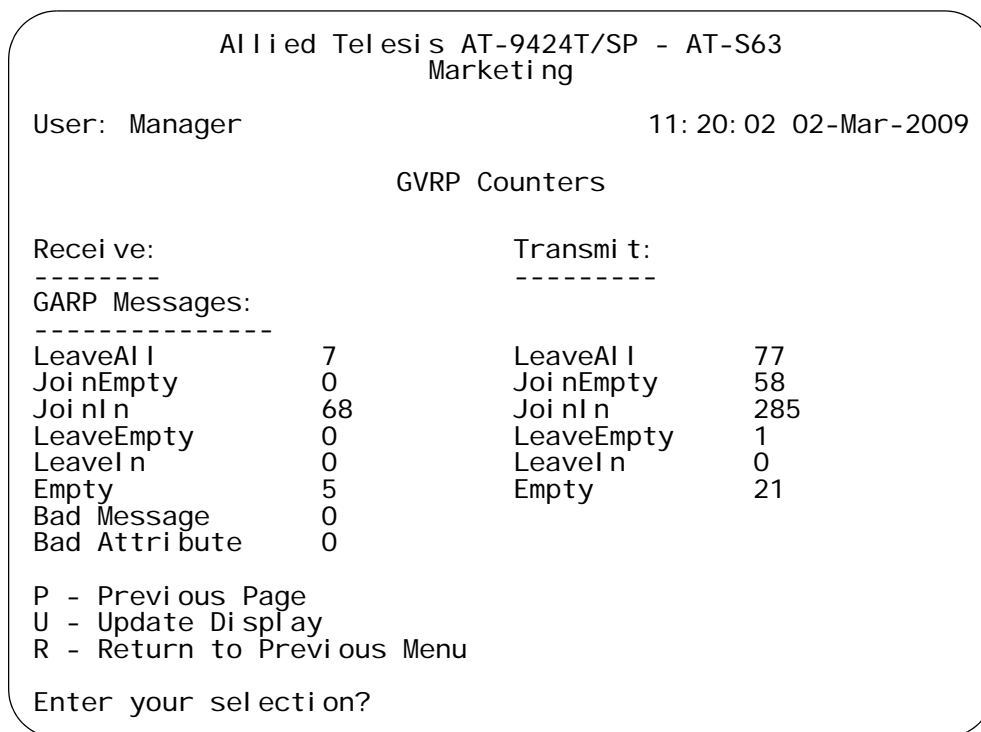 Allied Telesis AT-9424T/SP - AT-S63
Marketing
User: Manager 11:20:02 02-Mar-2009
GVRP Counters
Receive: Transmit:
-------- ---------
GARP Messages:
---------------
LeaveAll 7 LeaveAll 77
JoinEmpty 0 JoinEmpty 58
JoinIn 68 JoinIn 285
LeaveEmpty 0 LeaveEmpty 1
LeaveIn 0 LeaveIn 0
Empty 5 Empty 21
Bad Message 0
Bad Attribute 0
P - Previous Page
U - Update Display
R - Return to Previous Menu
Enter your selection?